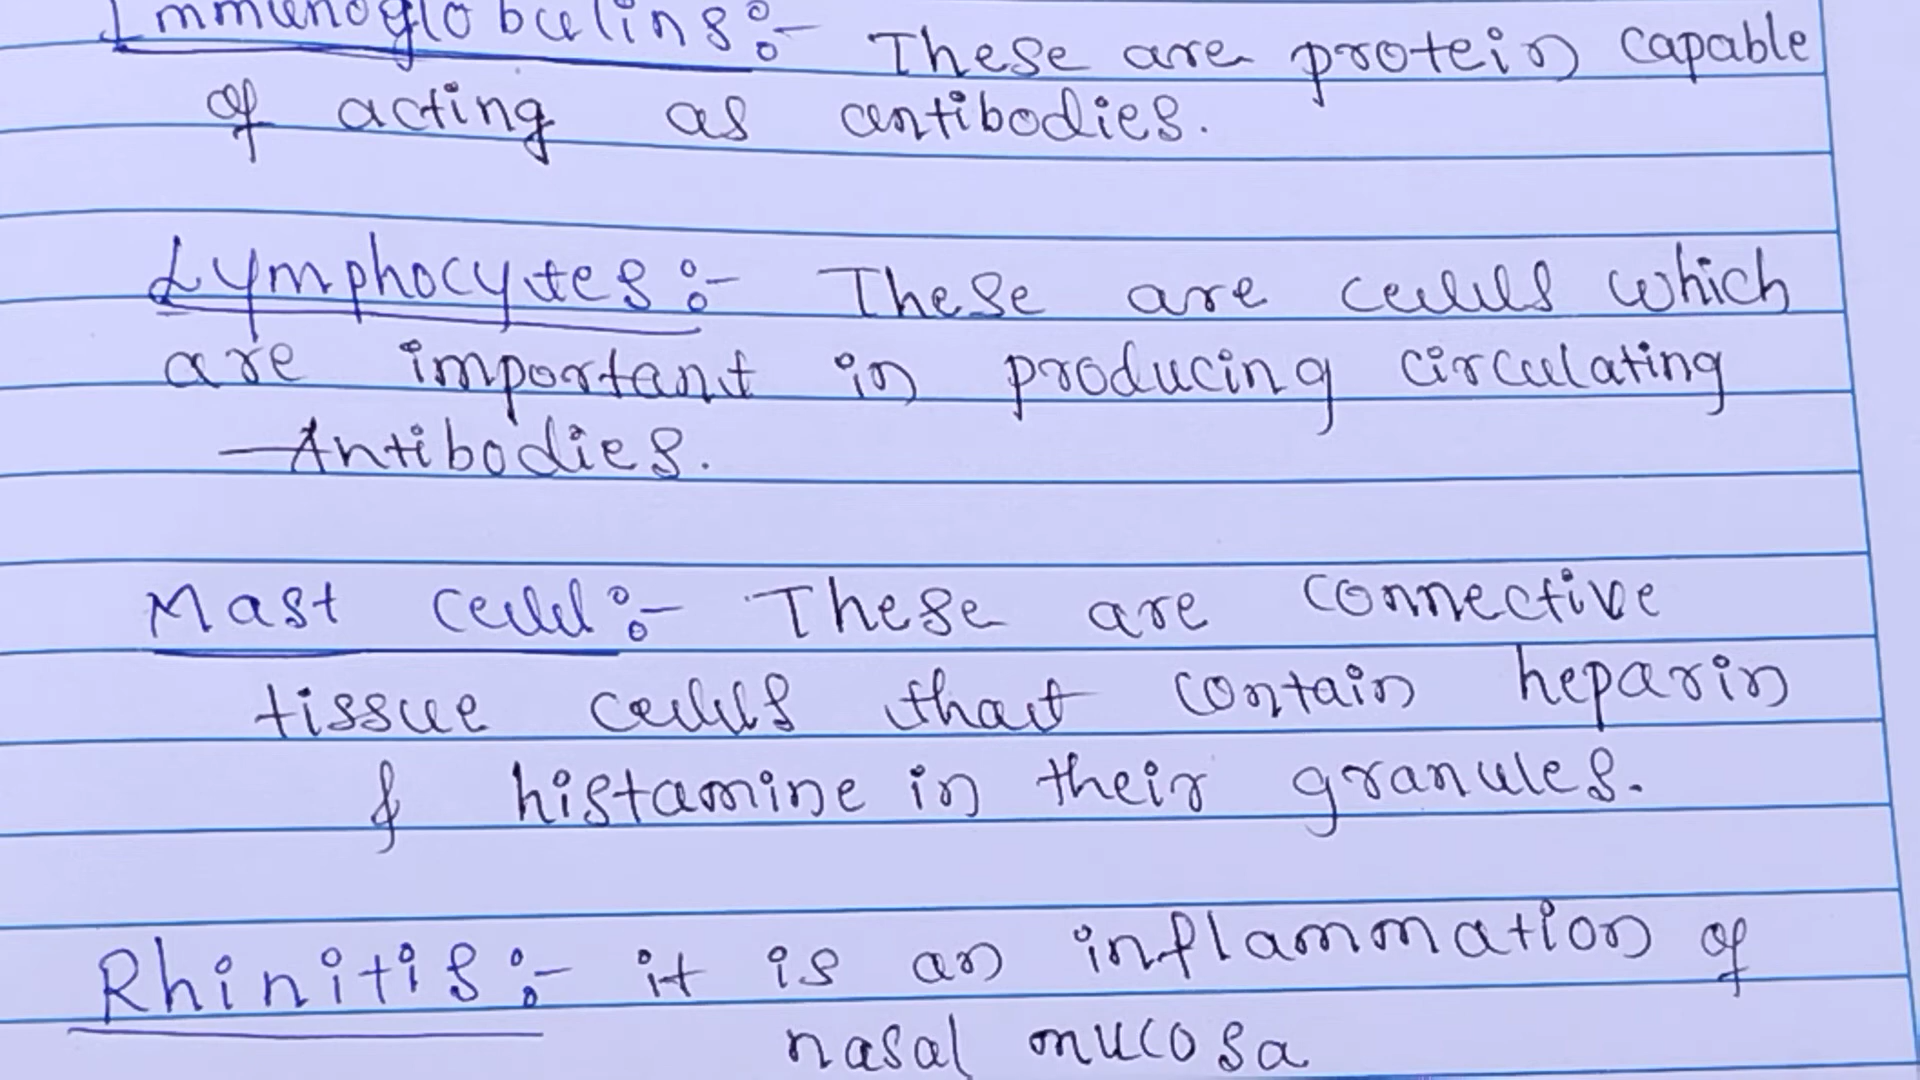 Immunoglobulins:- These are protein capable
of acting as antibodies.
Lymphocytes:- These are cells which
are important in producing circulating
Antibodies.
Mast cell:- These are connective
tissue cells that contain heparin
& histamine in their granules.
Rhinitis:- it is an inflammation of
nasal mucosa